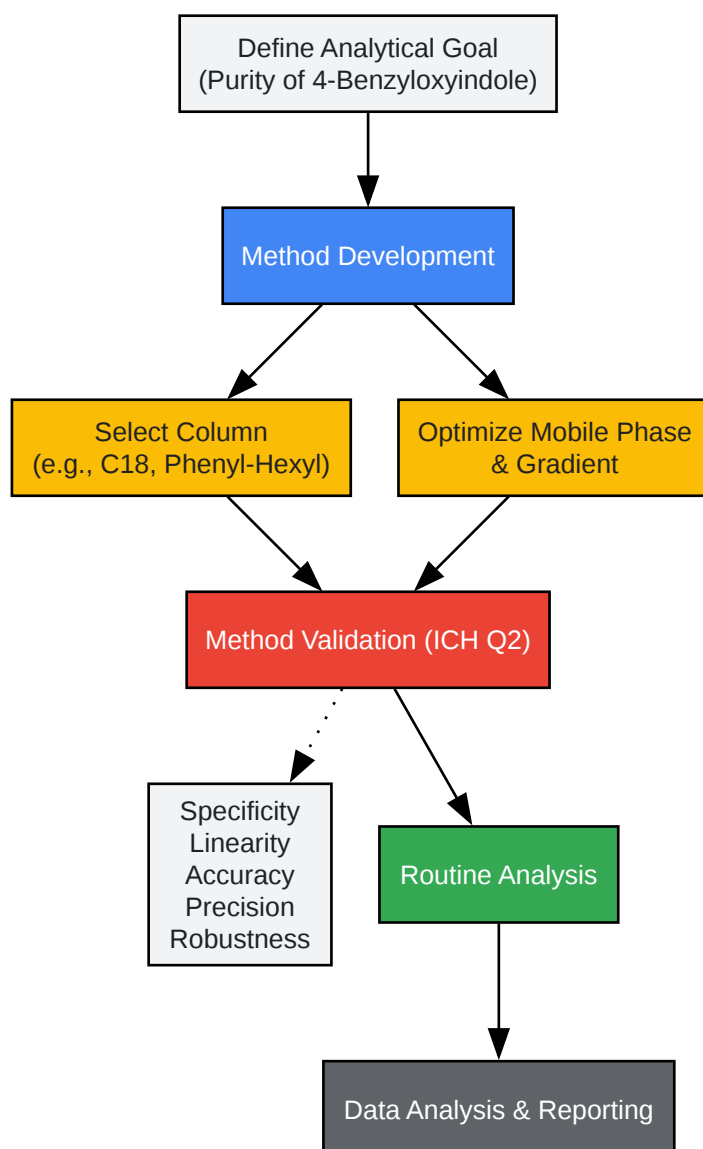 Define Analytical Goal
(Purity of 4-Benzyloxyindole)
Method Development
Select Column
(e.g., C18, Phenyl-Hexyl)
Optimize Mobile Phase
& Gradient
Method Validation (ICH Q2)
Specificity
Linearity
Accuracy
Precision
Robustness
Routine Analysis
Data Analysis & Reporting